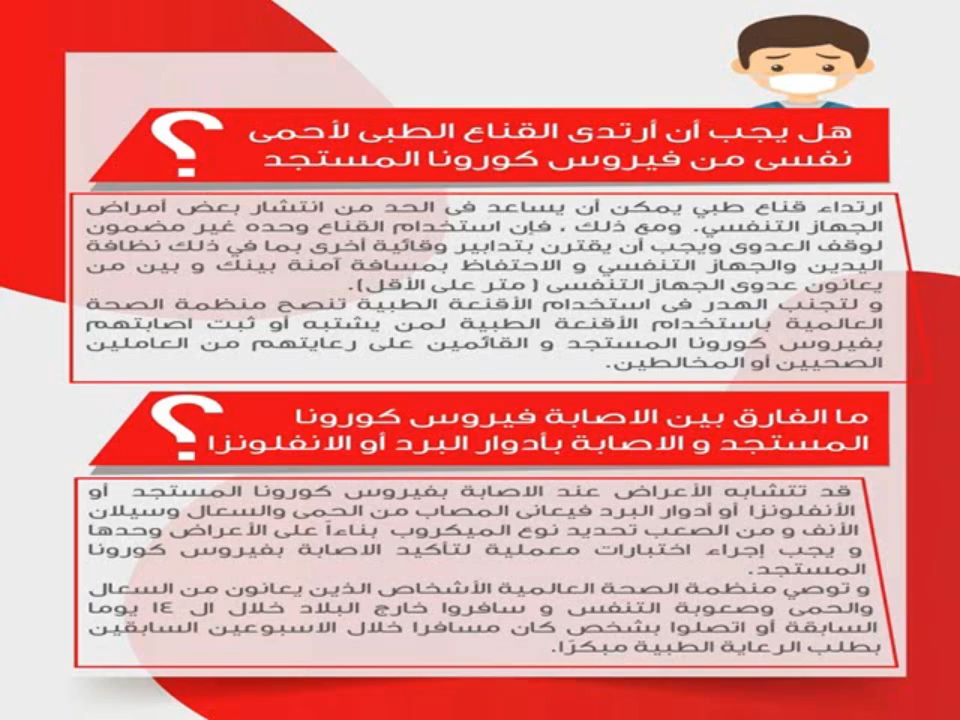 هل يجب أن أرتدى القناع الطبى لأحمى
نفسى من فيروس كورونا المستجد
؟
ارتداء قناع طبي يمكن أن يساعد فى الحد من انتشار بعض أمراض
الجهاز التنفسي. ومع ذلك ، فإن استخدام القناع وحده غير مضمون
لوقف العدوى ويجب أن يقترن بتدابير وقائية أخرى بما في ذلك نظافة
اليدين والجهاز التنفسي و الاحتفاظ بمسافة آمنة بينك و بين من
يعانون عدوى الجهاز التنفسى ( متر على الأقل).
و لتجنب الهدر فى استخدام الأقنعة الطبية تنصح منظمة الصحة
العالمية باستخدام الأقنعة الطبية لمن يشتبه أو ثبت اصابتهم
بفيروس كورونا المستجد و القائمين على رعايتهم من العاملين
الصحيين أو المخالطين.
ما الفارق بين الاصابة فيروس كورونا
المستجد و الاصابة بأدوار البرد أو الانفلونزا
؟
قد تتشابه الأعراض عند الاصابة بفيروس كورونا المستجد أو
الأنفلونزا أو أدوار البرد فيعانى المصاب من الحمى والسعال وسيلان
الأنف و من الصعب تحديد نوع الميكروب بناءاً على الأعراض وحدها
و يجب إجراء اختبارات معملية لتأكيد الاصابة بفيروس كورونا
المستجد.
و توصي منظمة الصحة العالمية الأشخاص الذين يعانون من السعال
والحمى وصعوبة التنفس و سافروا خارج البلاد خلال ال ١٤ يوما
السابقة أو اتصلوا بشخص كان مسافرا خلال الاسبوعين السابقين
بطلب الرعاية الطبية مبكرًا.